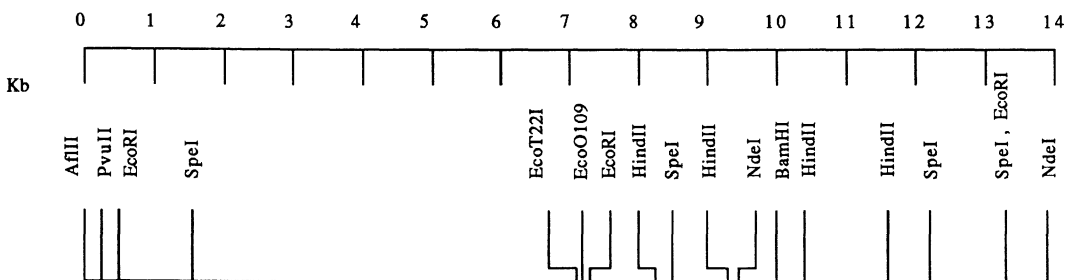 0 1 2 3 4 5 6 7 8 9 10 11 12 13 14
Kb
AflII PvuII EcoRI SpeI EcoT22I EcoO109 EcoRI HindII SpeI HindII NdeI BamHI HindII HindII SpeI SpeI , EcoRI NdeI